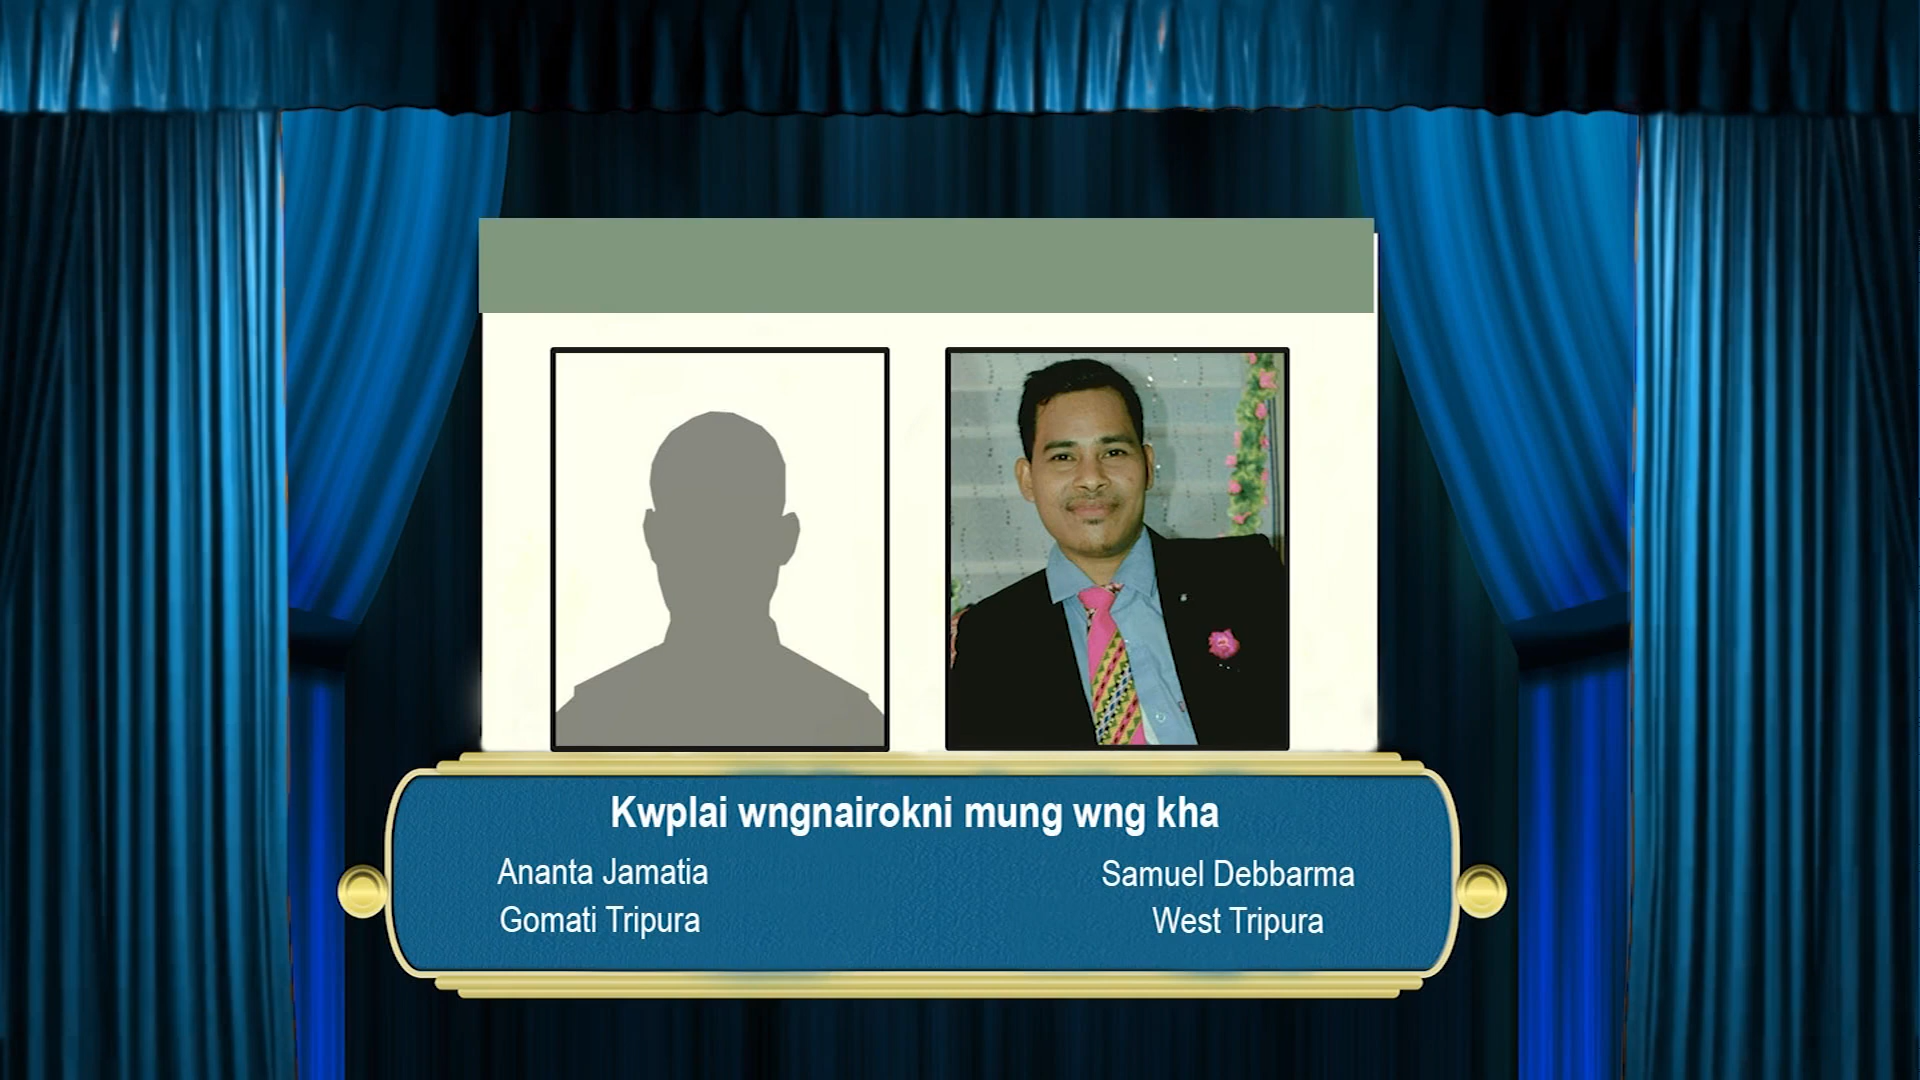 Kwplai wngnairokni mung wng kha
Ananta Jamatia
Gomati Tripura
Samuel Debbarma
West Tripura